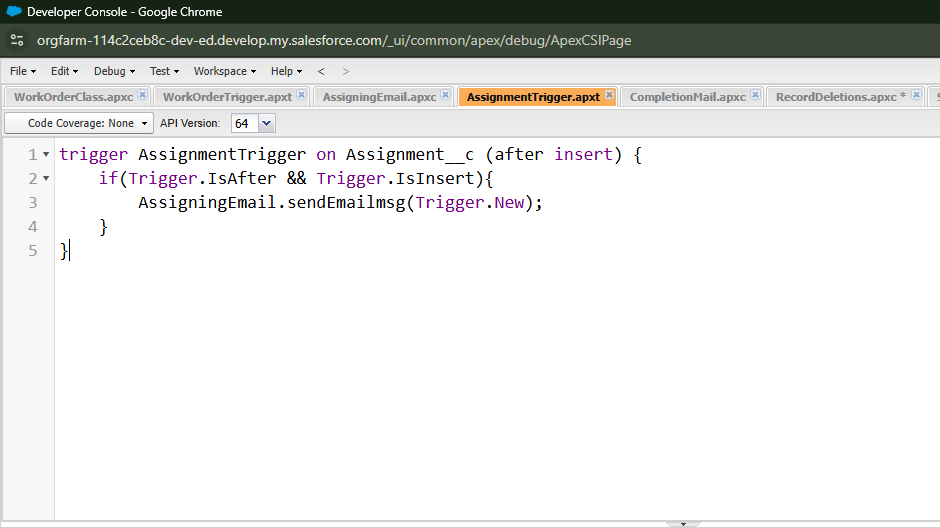 Developer Console - Google Chrome
orgfarm-114c2ceb8c-dev-ed.develop.my.salesforce.com/_ui/common/apex/debug/ApexCSIPage
File Edit Debug Test Workspace Help < >
WorkOrderClass.apxc WorkOrderTrigger.apxt AssigningEmail.apxc AssignmentTrigger.apxt CompletionMail.apxc RecordDeletions.apxc *
Code Coverage: None API Version: 64
1 trigger AssignmentTrigger on Assignment__c (after insert) {
2 if(Trigger.IsAfter && Trigger.IsInsert){
3 AssigningEmail.sendEmailmsg(Trigger.New);
4 }
5 }